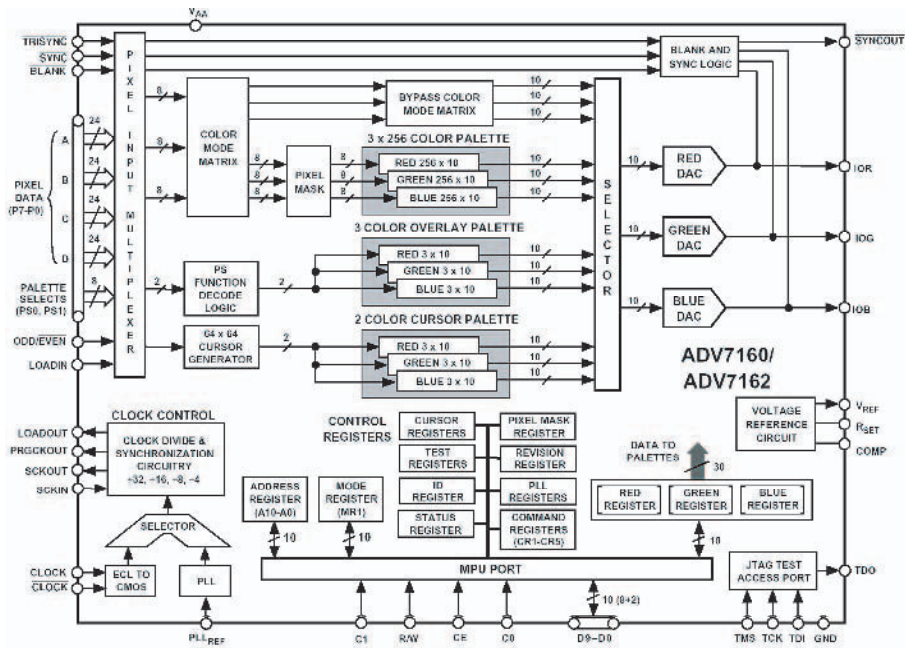 VAA
TRISYNC
SYNC
BLANK
SYNCOUT
BLANK AND
SYNC LOGIC
PIXEL INPUT MULTIPLEXER
8
8
8
COLOR
MODE
MATRIX
BYPASS COLOR
MODE MATRIX
10
10
10
24
A
24
B
24
C
24
D
PIXEL
DATA
(P7-P0)
8
PALETTE
SELECTS
(PS0, PS1)
8
8
8
PIXEL
MASK
8
8
8
3 x 256 COLOR PALETTE
RED 256 x 10
GREEN 256 x 10
BLUE 256 x 10
10
10
10
SELECTOR
10
RED
DAC
IOR
10
GREEN
DAC
IOG
10
BLUE
DAC
IOB
3 COLOR OVERLAY PALETTE
RED 3 x 10
GREEN 3 x 10
BLUE 3 x 10
10
10
10
2
PS
FUNCTION
DECODE
LOGIC
2
ODD/EVEN
LOADIN
64 x 64
CURSOR
GENERATOR
2
2 COLOR CURSOR PALETTE
RED 3 x 10
GREEN 3 x 10
BLUE 3 x 10
10
10
10
ADV7160/
ADV7162
VOLTAGE
REFERENCE
CIRCUIT
VREF
RSET
COMP
CLOCK CONTROL
LOADOUT
PRGCKOUT
SCKOUT
SCKIN
CLOCK DIVIDE &
SYNCHRONIZATION
CIRCUITRY
÷32, ÷16, ÷8, ÷4
SELECTOR
CLOCK
CLOCK
ECL TO
CMOS
PLL
PLLREF
CONTROL
REGISTERS
CURSOR
REGISTERS
PIXEL MASK
REGISTER
TEST
REGISTERS
REVISION
REGISTER
ID
REGISTER
PLL
REGISTERS
STATUS
REGISTER
COMMAND
REGISTERS
(CR1-CR5)
ADDRESS
REGISTER
(A10-A0)
10
MODE
REGISTER
(MR1)
10
DATA TO
PALETTES
30
RED
REGISTER
GREEN
REGISTER
BLUE
REGISTER
10
MPU PORT
C1
R/W
CE
C0
10 (8+2)
D9–D0
JTAG TEST
ACCESS PORT
TDO
TMS
TCK
TDI
GND